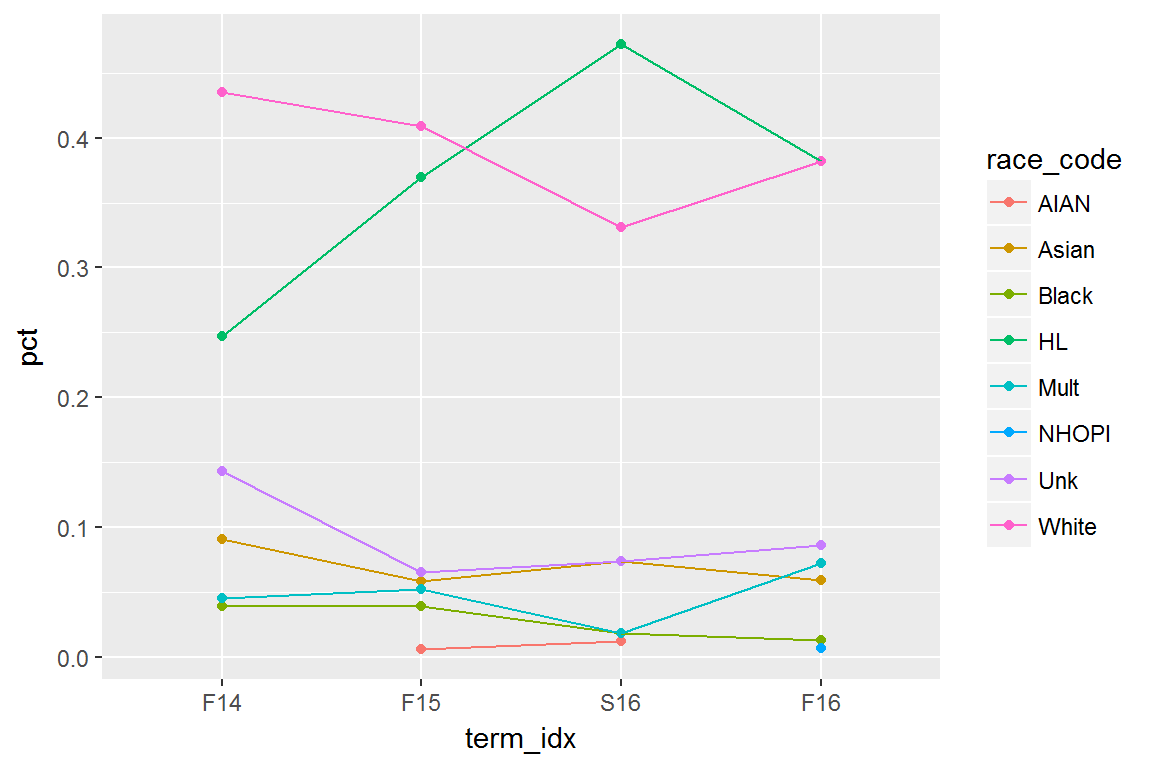 0.4
0.3
0.2
0.1
0.0
pct
F14 F15 S16 F16
term_idx
race_code
AIAN
Asian
Black
HL
Mult
NHOPI
Unk
White